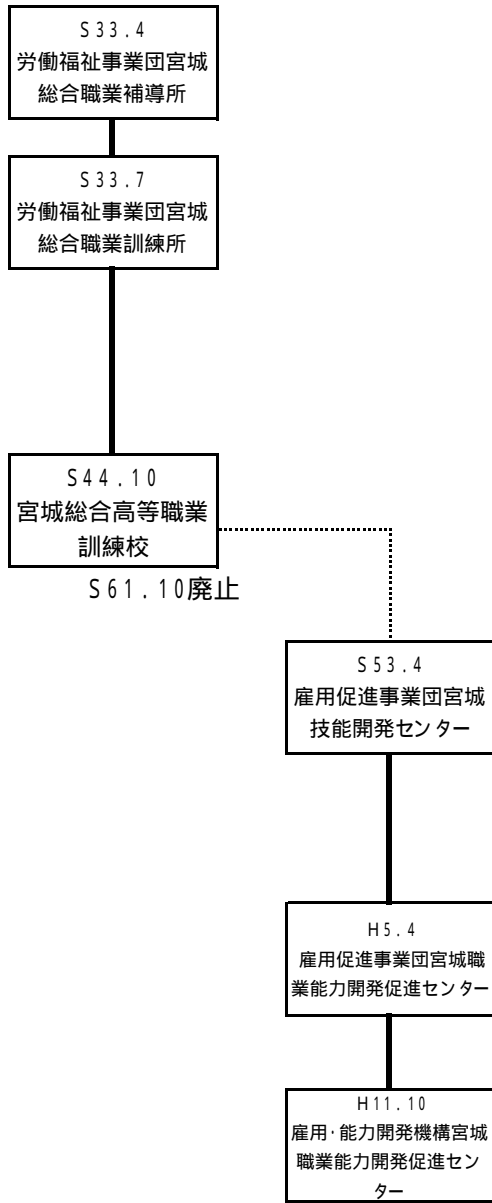 S33.4
労働福祉事業団宮城
総合職業補導所
S33.7
労働福祉事業団宮城
総合職業訓練所
S44.10
宮城総合高等職業
訓練校
S61.10廃止
S53.4
雇用促進事業団宮城
技能開発センター
H5.4
雇用促進事業団宮城職
業能力開発促進センター
H11.10
雇用・能力開発機構宮城
職業能力開発促進セン
ター